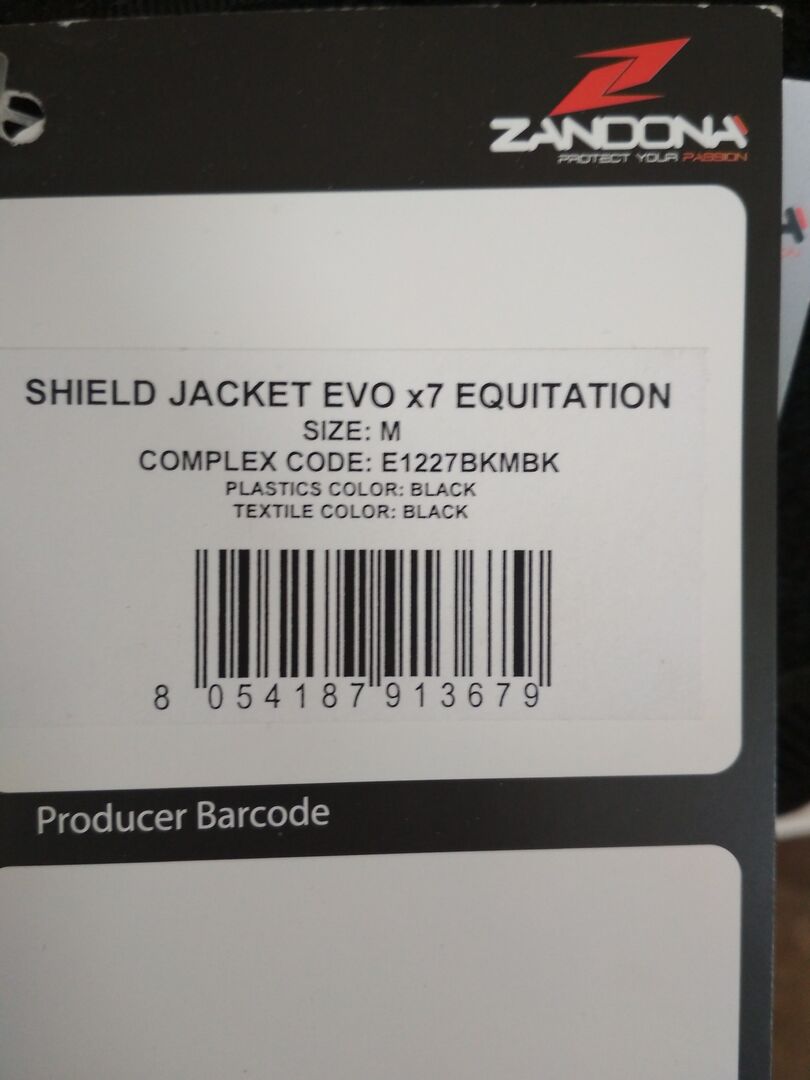 ZANDONA
PROTECT YOUR PASSION
SHIELD JACKET EVO x7 EQUITATION
SIZE: M
COMPLEX CODE: E1227BKMBK
PLASTICS COLOR: BLACK
TEXTILE COLOR: BLACK
8 054187 913679
Producer Barcode